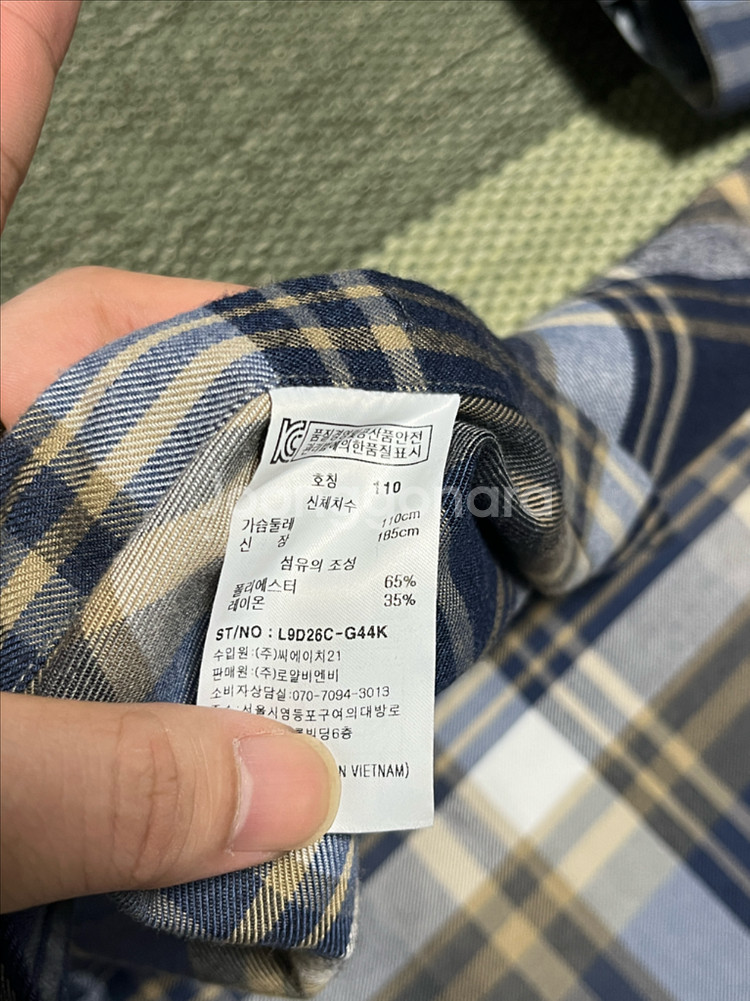 품질경영및공산품안전
관리법에의한품질표시
호칭 110
신체치수
가슴둘레 110cm
신 장 185cm
섬유의 조성
폴리에스터 65%
레이온 35%
ST/NO : L9D26C-G44K
수입원:(주)씨에이치21
판매원:(주)로얄비엔비
소비자상담실:070-7094-3013
주소:서울시영등포구여의대방로
빌딩6층
N VIETNAM)